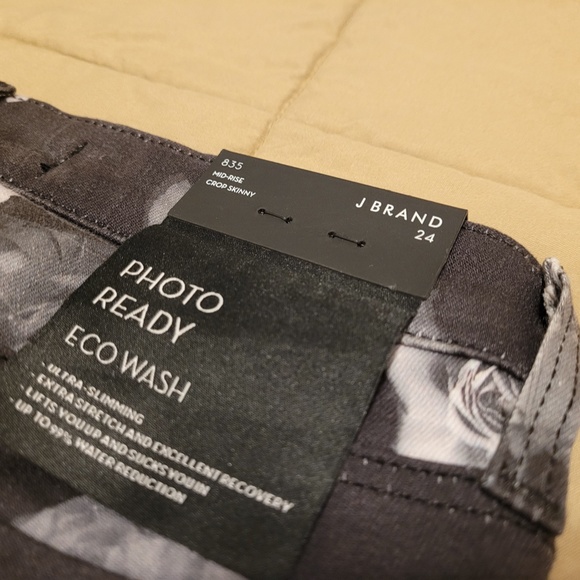 835
MID-RISE
CROP SKINNY
J BRAND
24
PHOTO
READY
ECO WASH
- ULTRA-SLIMMING
- EXTRA STRETCH AND EXCELLENT RECOVERY
- LIFTS YOU UP AND SUCKS YOU IN
- UP TO 99% WATER REDUCTION